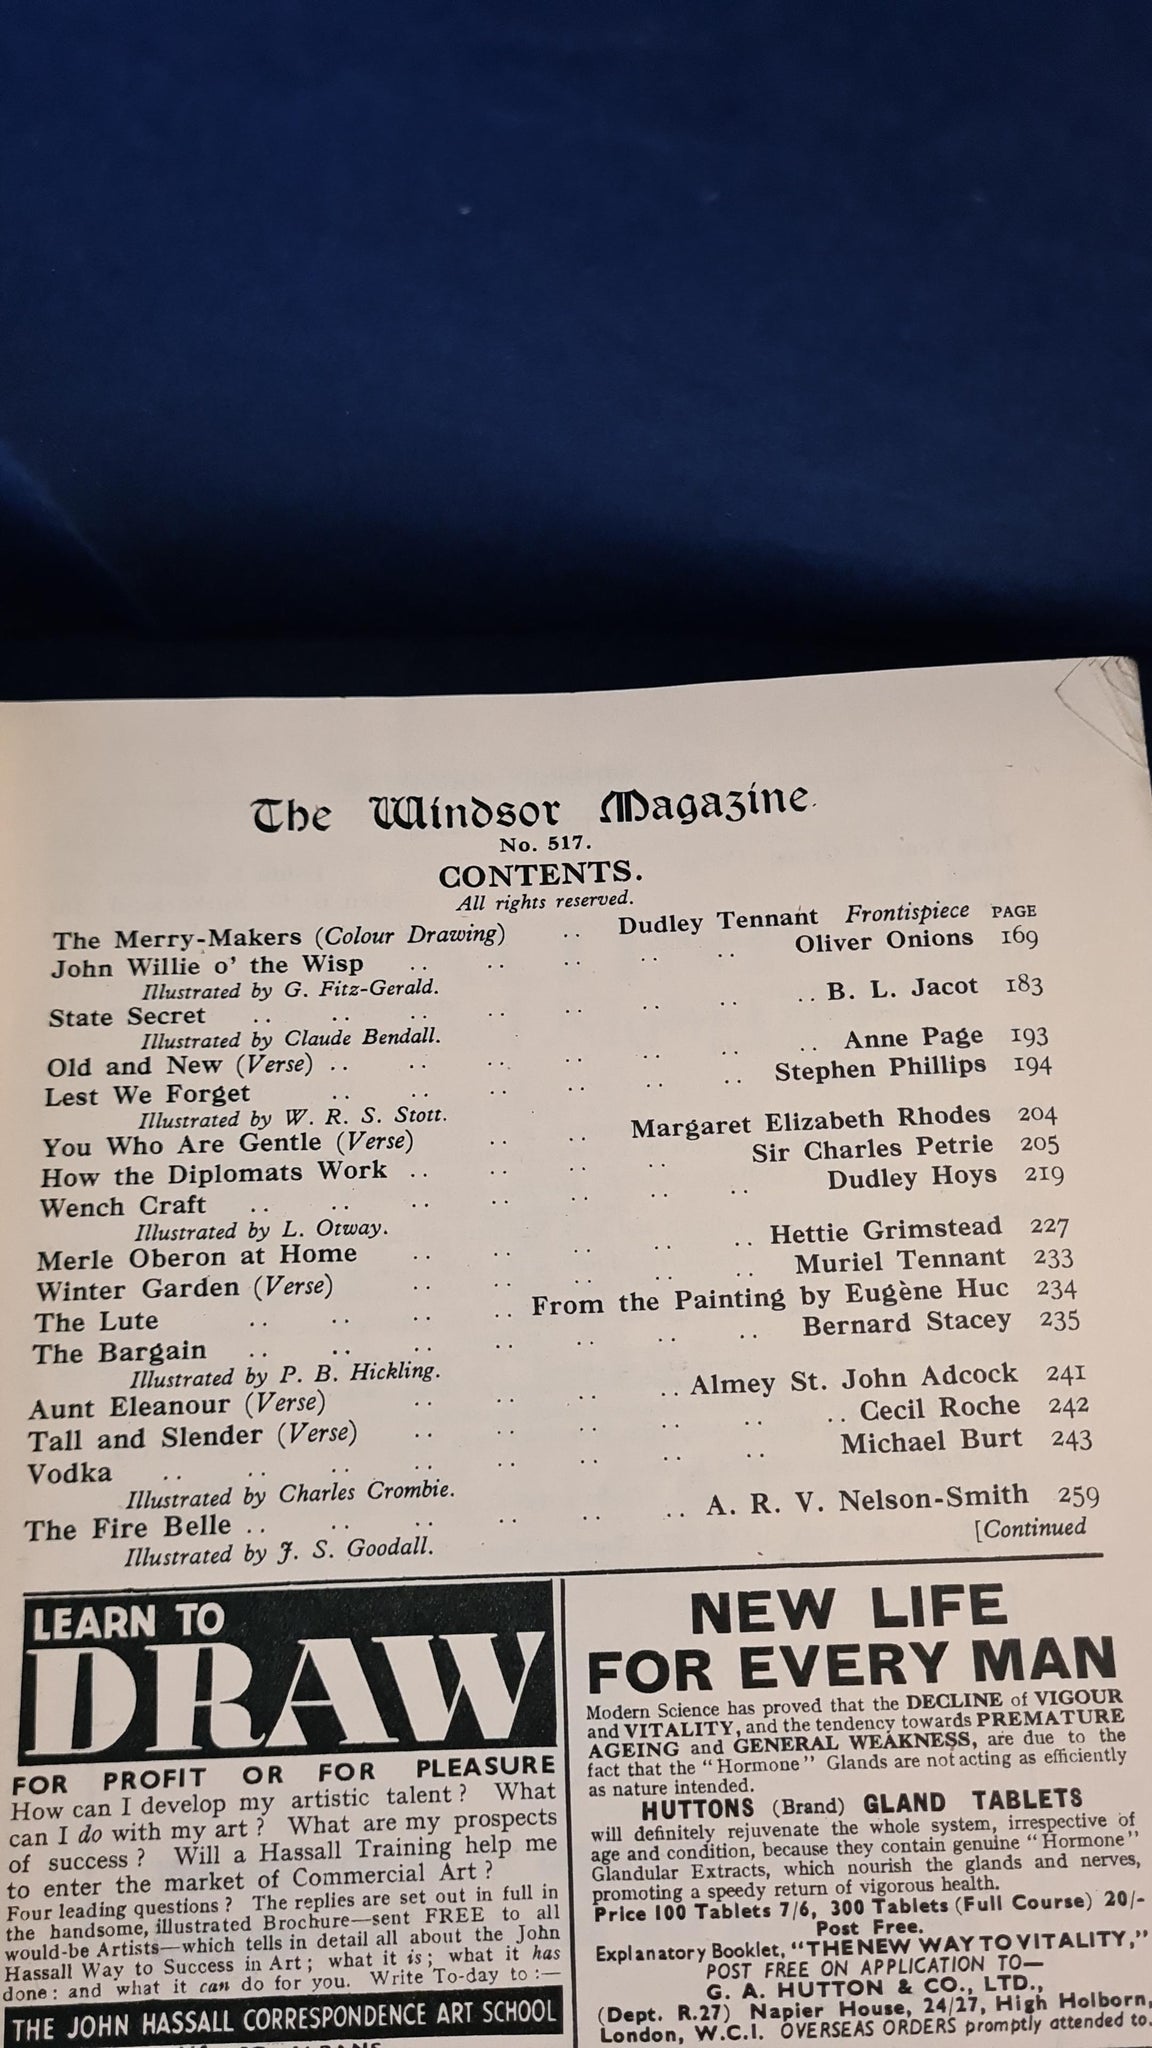 The Windsor Magazine.
No. 517.
CONTENTS.
All rights reserved.
PAGE
The Merry-Makers (Colour Drawing) .. Dudley Tennant Frontispiece
John Willie o' the Wisp .. .. .. .. .. Oliver Onions 169
Illustrated by G. Fitz-Gerald.
State Secret .. .. .. .. .. .. .. .. B. L. Jacot 183
Illustrated by Claude Bendall.
Old and New (Verse) .. .. .. .. .. .. .. Anne Page 193
Lest We Forget .. .. .. .. .. .. Stephen Phillips 194
Illustrated by W. R. S. Stott.
You Who Are Gentle (Verse) .. .. Margaret Elizabeth Rhodes 204
How the Diplomats Work .. .. .. .. Sir Charles Petrie 205
Wench Craft .. .. .. .. .. .. .. Dudley Hoys 219
Illustrated by L. Otway.
Merle Oberon at Home .. .. .. .. .. Hettie Grimstead 227
Winter Garden (Verse) .. .. .. .. .. Muriel Tennant 233
The Lute .. .. .. .. From the Painting by Eugène Huc 234
The Bargain .. .. .. .. .. .. .. Bernard Stacey 235
Illustrated by P. B. Hickling.
Aunt Eleanour (Verse) .. .. .. .. Almey St. John Adcock 241
Tall and Slender (Verse) .. .. .. .. .. .. Cecil Roche 242
Vodka .. .. .. .. .. .. .. .. Michael Burt 243
Illustrated by Charles Crombie.
The Fire Belle .. .. .. .. .. .. A. R. V. Nelson-Smith 259
Illustrated by J. S. Goodall.
[Continued
LEARN TO
DRAW
FOR PROFIT OR FOR PLEASURE
How can I develop my artistic talent? What
can I do with my art? What are my prospects
of success? Will a Hassall Training help me
to enter the market of Commercial Art?
Four leading questions? The replies are set out in full in
the handsome, illustrated Brochure—sent FREE to all
would-be Artists—which tells in detail all about the John
Hassall Way to Success in Art; what it is; what it has
done: and what it can do for you. Write To-day to:—
THE JOHN HASSALL CORRESPONDENCE ART SCHOOL
NEW LIFE
FOR EVERY MAN
Modern Science has proved that the DECLINE of VIGOUR
and VITALITY, and the tendency towards PREMATURE
AGEING and GENERAL WEAKNESS, are due to the
fact that the "Hormone" Glands are not acting as efficiently
as nature intended.
HUTTONS (Brand) GLAND TABLETS
will definitely rejuvenate the whole system, irrespective of
age and condition, because they contain genuine "Hormone"
Glandular Extracts, which nourish the glands and nerves,
promoting a speedy return of vigorous health.
Price 100 Tablets 7/6, 300 Tablets (Full Course) 20/-
Post Free.
Explanatory Booklet, "THE NEW WAY TO VITALITY,"
POST FREE ON APPLICATION TO—
G. A. HUTTON & CO., LTD.,
(Dept. R.27) Napier House, 24/27, High Holborn,
London, W.C.1. OVERSEAS ORDERS promptly attended to.